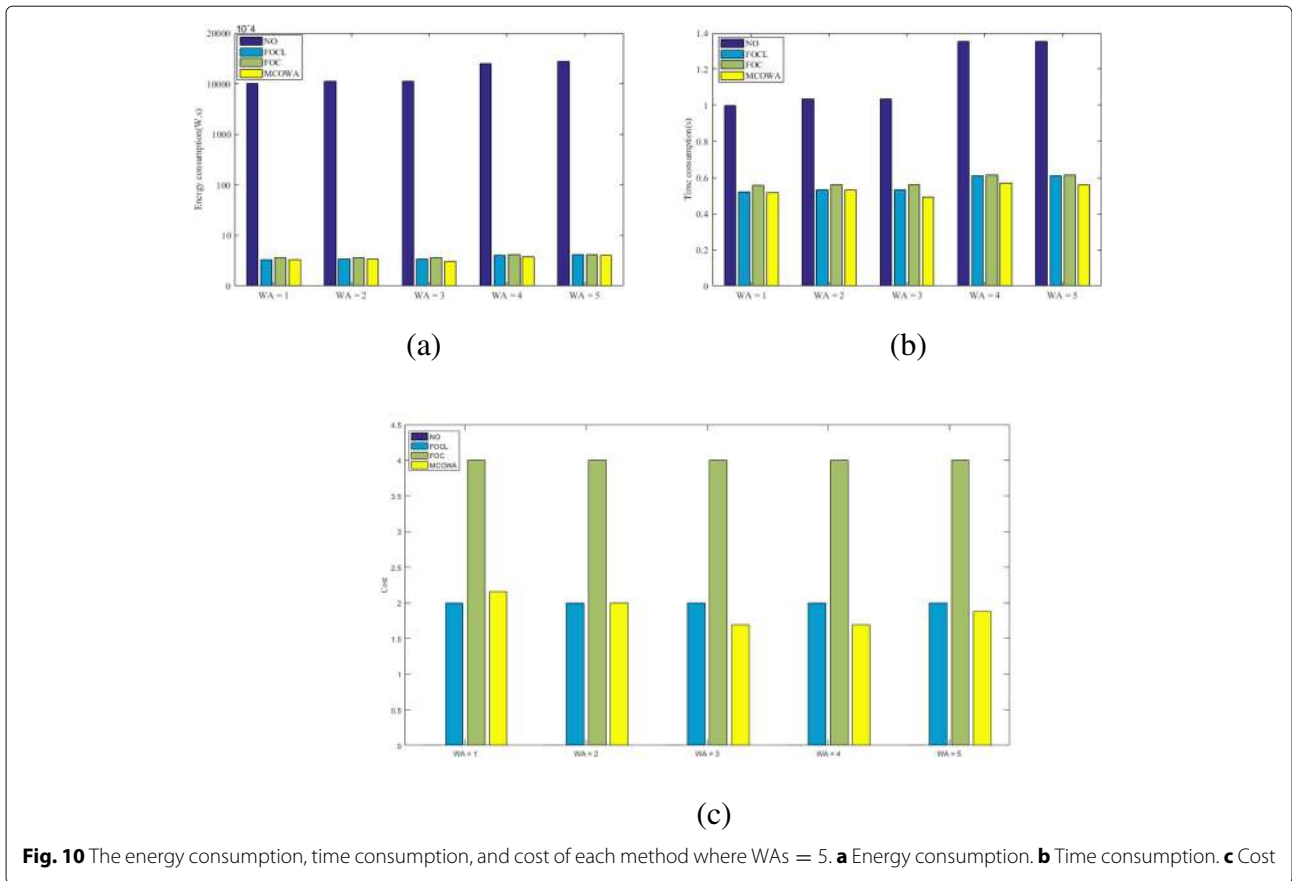 10^4
20000
10000
1000
100
10
0
Energy consumption(W.s)
NO
FOCL
FOC
MCOWA
WA = 1
WA = 2
WA = 3
WA = 4
WA = 5
(a)
1.4
1.2
1
0.8
0.6
0.4
0.2
0
Time consumption(s)
NO
FOCL
FOC
MCOWA
WA = 1
WA = 2
WA = 3
WA = 4
WA = 5
(b)
4.5
4
3.5
3
2.5
2
1.5
1
0.5
0
Cost
NO
FOCL
FOC
MCOWA
WA = 1
WA = 2
WA = 3
WA = 4
WA = 5
(c)
Fig. 10 The energy consumption, time consumption, and cost of each method where WAs = 5. a Energy consumption. b Time consumption. c Cost